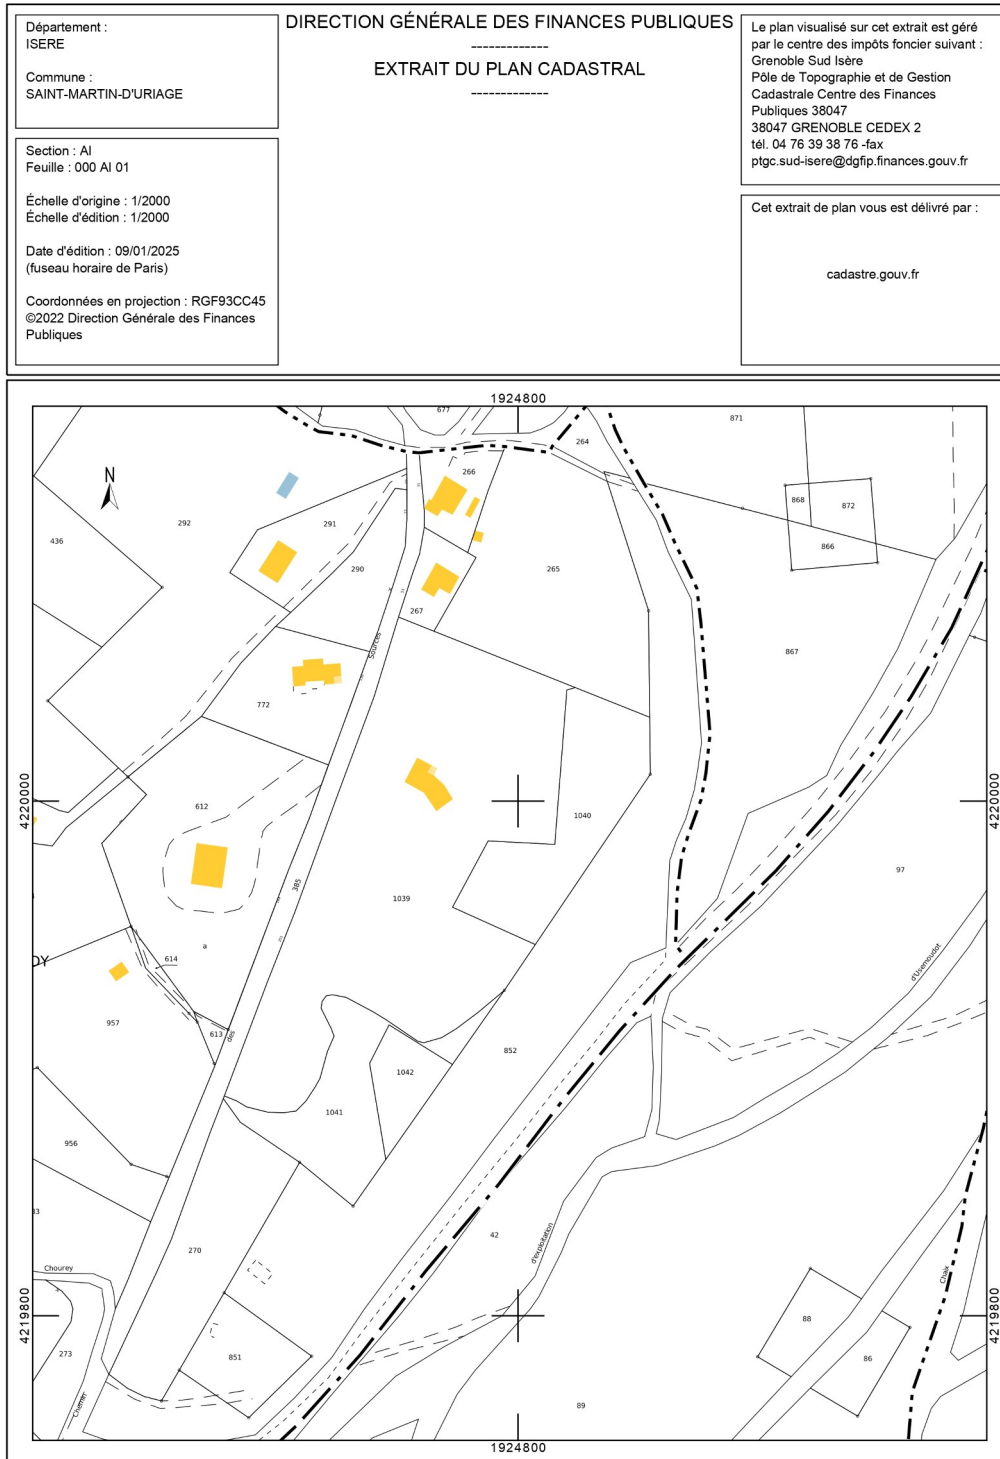 Département :
ISERE
Commune :
SAINT-MARTIN-D'URIAGE
Section : AI
Feuille : 000 AI 01
Échelle d'origine : 1/2000
Échelle d'édition : 1/2000
Date d'édition : 09/01/2025
(fuseau horaire de Paris)
Coordonnées en projection : RGF93CC45
©2022 Direction Générale des Finances
Publiques
DIRECTION GÉNÉRALE DES FINANCES PUBLIQUES
-------------
EXTRAIT DU PLAN CADASTRAL
-------------
Le plan visualisé sur cet extrait est géré
par le centre des impôts foncier suivant :
Grenoble Sud Isère
Pôle de Topographie et de Gestion
Cadastrale Centre des Finances
Publiques 38047
38047 GRENOBLE CEDEX 2
tél. 04 76 39 38 76 -fax
ptgc.sud-isere@dgfip.finances.gouv.fr
Cet extrait de plan vous est délivré par :
cadastre.gouv.fr
1924800
677
871
264
266
N
868
872
292
291
436
866
290
265
267
Sources
867
772
4220000
4220000
612
1040
97
385
1039
a
d'Usemoudot
614
DY
957
613
des
852
1042
1041
956
33
42
270
d'exploitation
Chourey
Chaix
4219800
4219800
88
273
851
86
Chemin
89
1924800